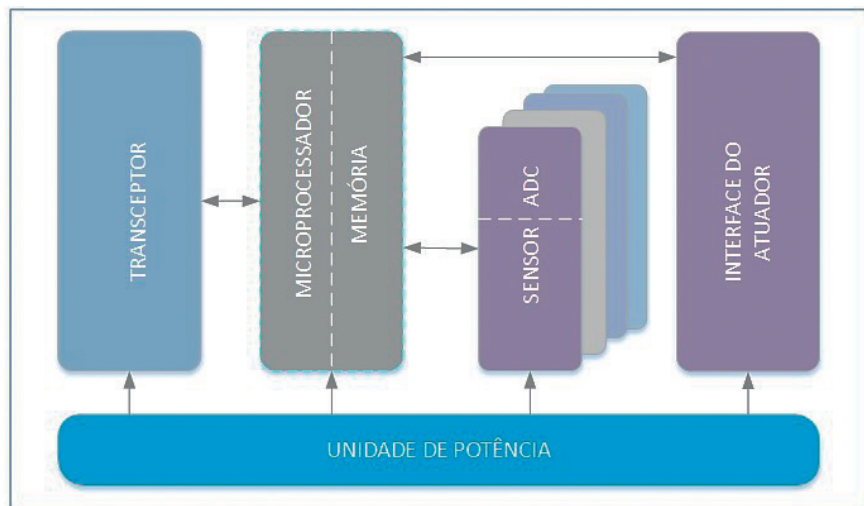 TRANSCEPTOR
MICROPROCESSADOR
MEMÓRIA
SENSOR ADC
INTERFACE DO
ATUADOR
UNIDADE DE POTÊNCIA